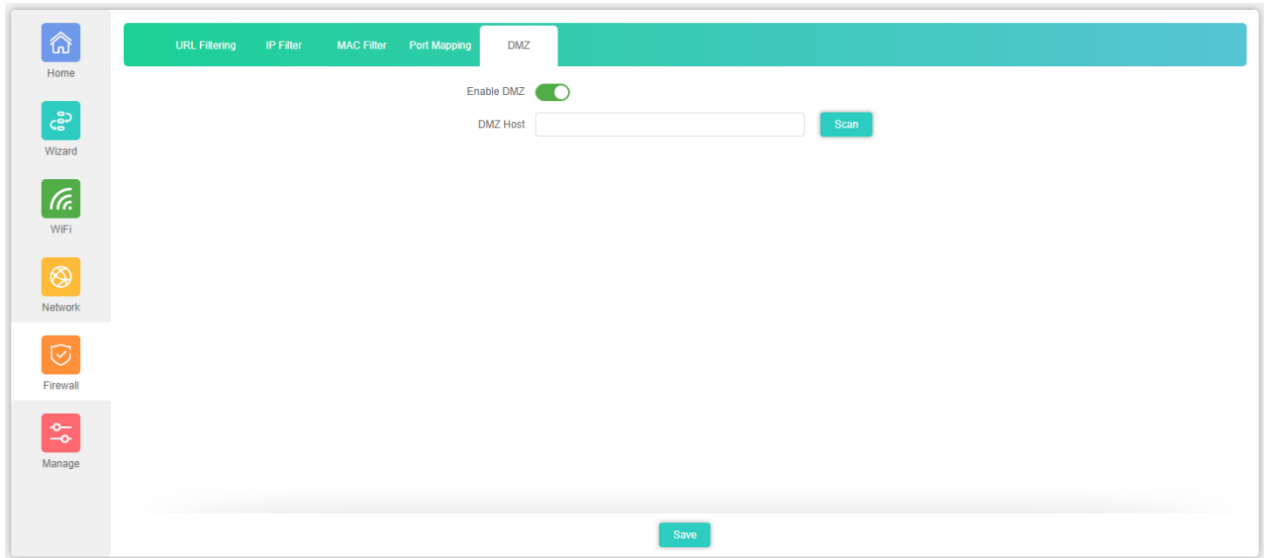 URL Filtering IP Filter MAC Filter Port Mapping DMZ
Home
Enable DMZ
DMZ Host Scan
Wizard
WiFi
Network
Firewall
Manage
Save